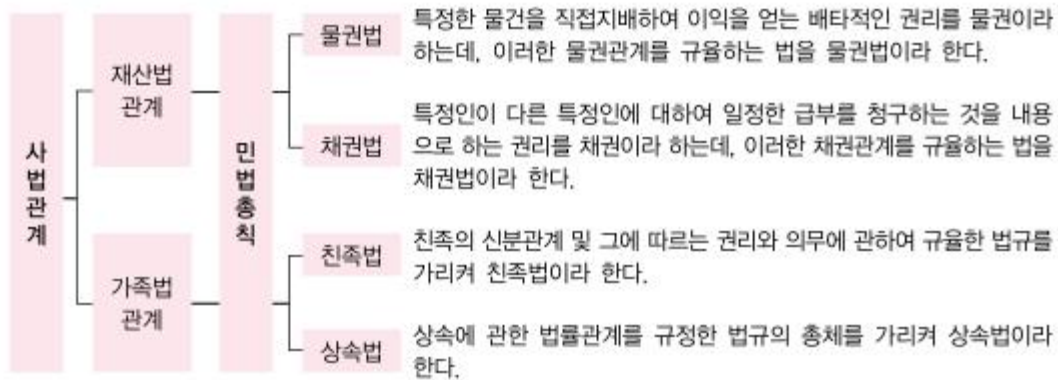 사법관계
재산법
관계
가족법
관계
민법총칙
물권법
특정한 물건을 직접지배하여 이익을 얻는 배타적인 권리를 물권이라
하는데, 이러한 물권관계를 규율하는 법을 물권법이라 한다.
채권법
특정인이 다른 특정인에 대하여 일정한 급부를 청구하는 것을 내용
으로 하는 권리를 채권이라 하는데, 이러한 채권관계를 규율하는 법을
채권법이라 한다.
친족법
친족의 신분관계 및 그에 따르는 권리와 의무에 관하여 규율한 법규를
가리켜 친족법이라 한다.
상속법
상속에 관한 법률관계를 규정한 법규의 총체를 가리켜 상속법이라
한다.